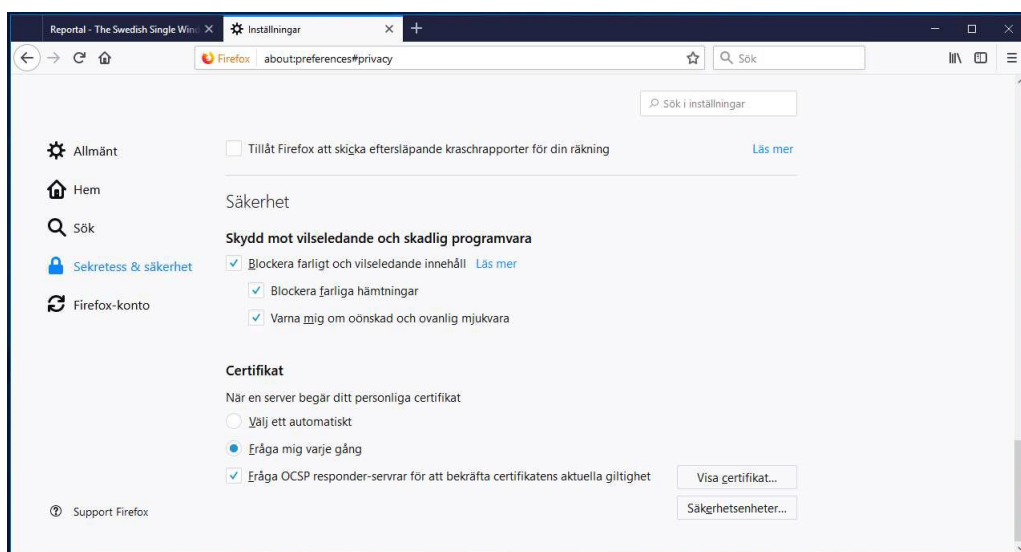 Reportal - The Swedish Single Wind
Inställningar
Firefox about:preferences#privacy
Sök
Sök i inställningar
Allmänt
Hem
Sök
Sekretess & säkerhet
Firefox-konto
Support Firefox
Tillåt Firefox att skicka eftersläpande kraschrapporter för din räkning Läs mer
Säkerhet
Skydd mot vilseledande och skadlig programvara
Blockera farligt och vilseledande innehåll Läs mer
Blockera farliga hämtningar
Varna mig om oönskad och ovanlig mjukvara
Certifikat
När en server begär ditt personliga certifikat
Välj ett automatiskt
Fråga mig varje gång
Fråga OCSP responder-servrar för att bekräfta certifikatens aktuella giltighet
Visa certifikat...
Säkerhetsenheter...